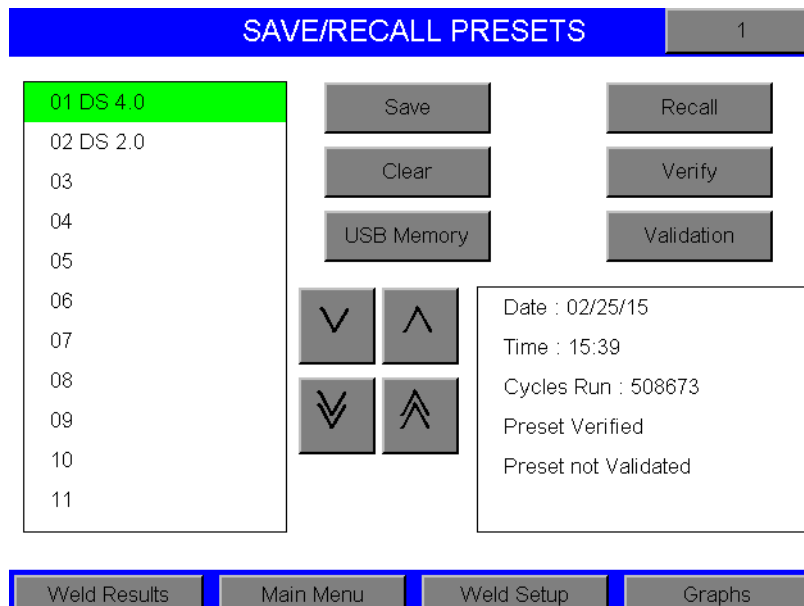 SAVE/RECALL PRESETS
1
01 DS 4.0
02 DS 2.0
03
04
05
06
07
08
09
10
11
Save
Recall
Clear
Verify
USB Memory
Validation
Date : 02/25/15
Time : 15:39
Cycles Run : 508673
Preset Verified
Preset not Validated
Weld Results
Main Menu
Weld Setup
Graphs